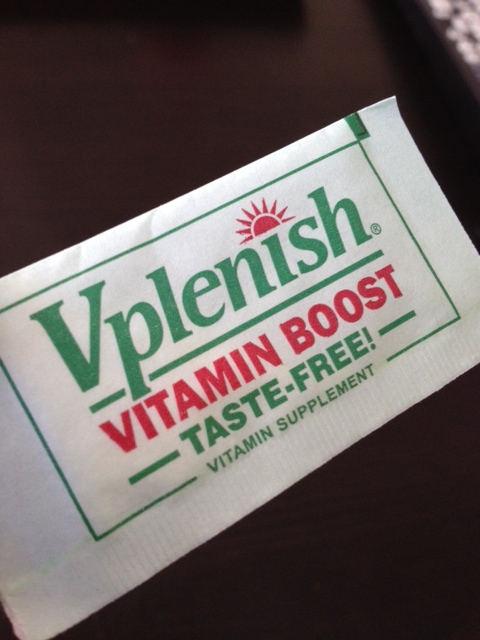 Vplenish®
VITAMIN BOOST
TASTE-FREE!
VITAMIN SUPPLEMENT